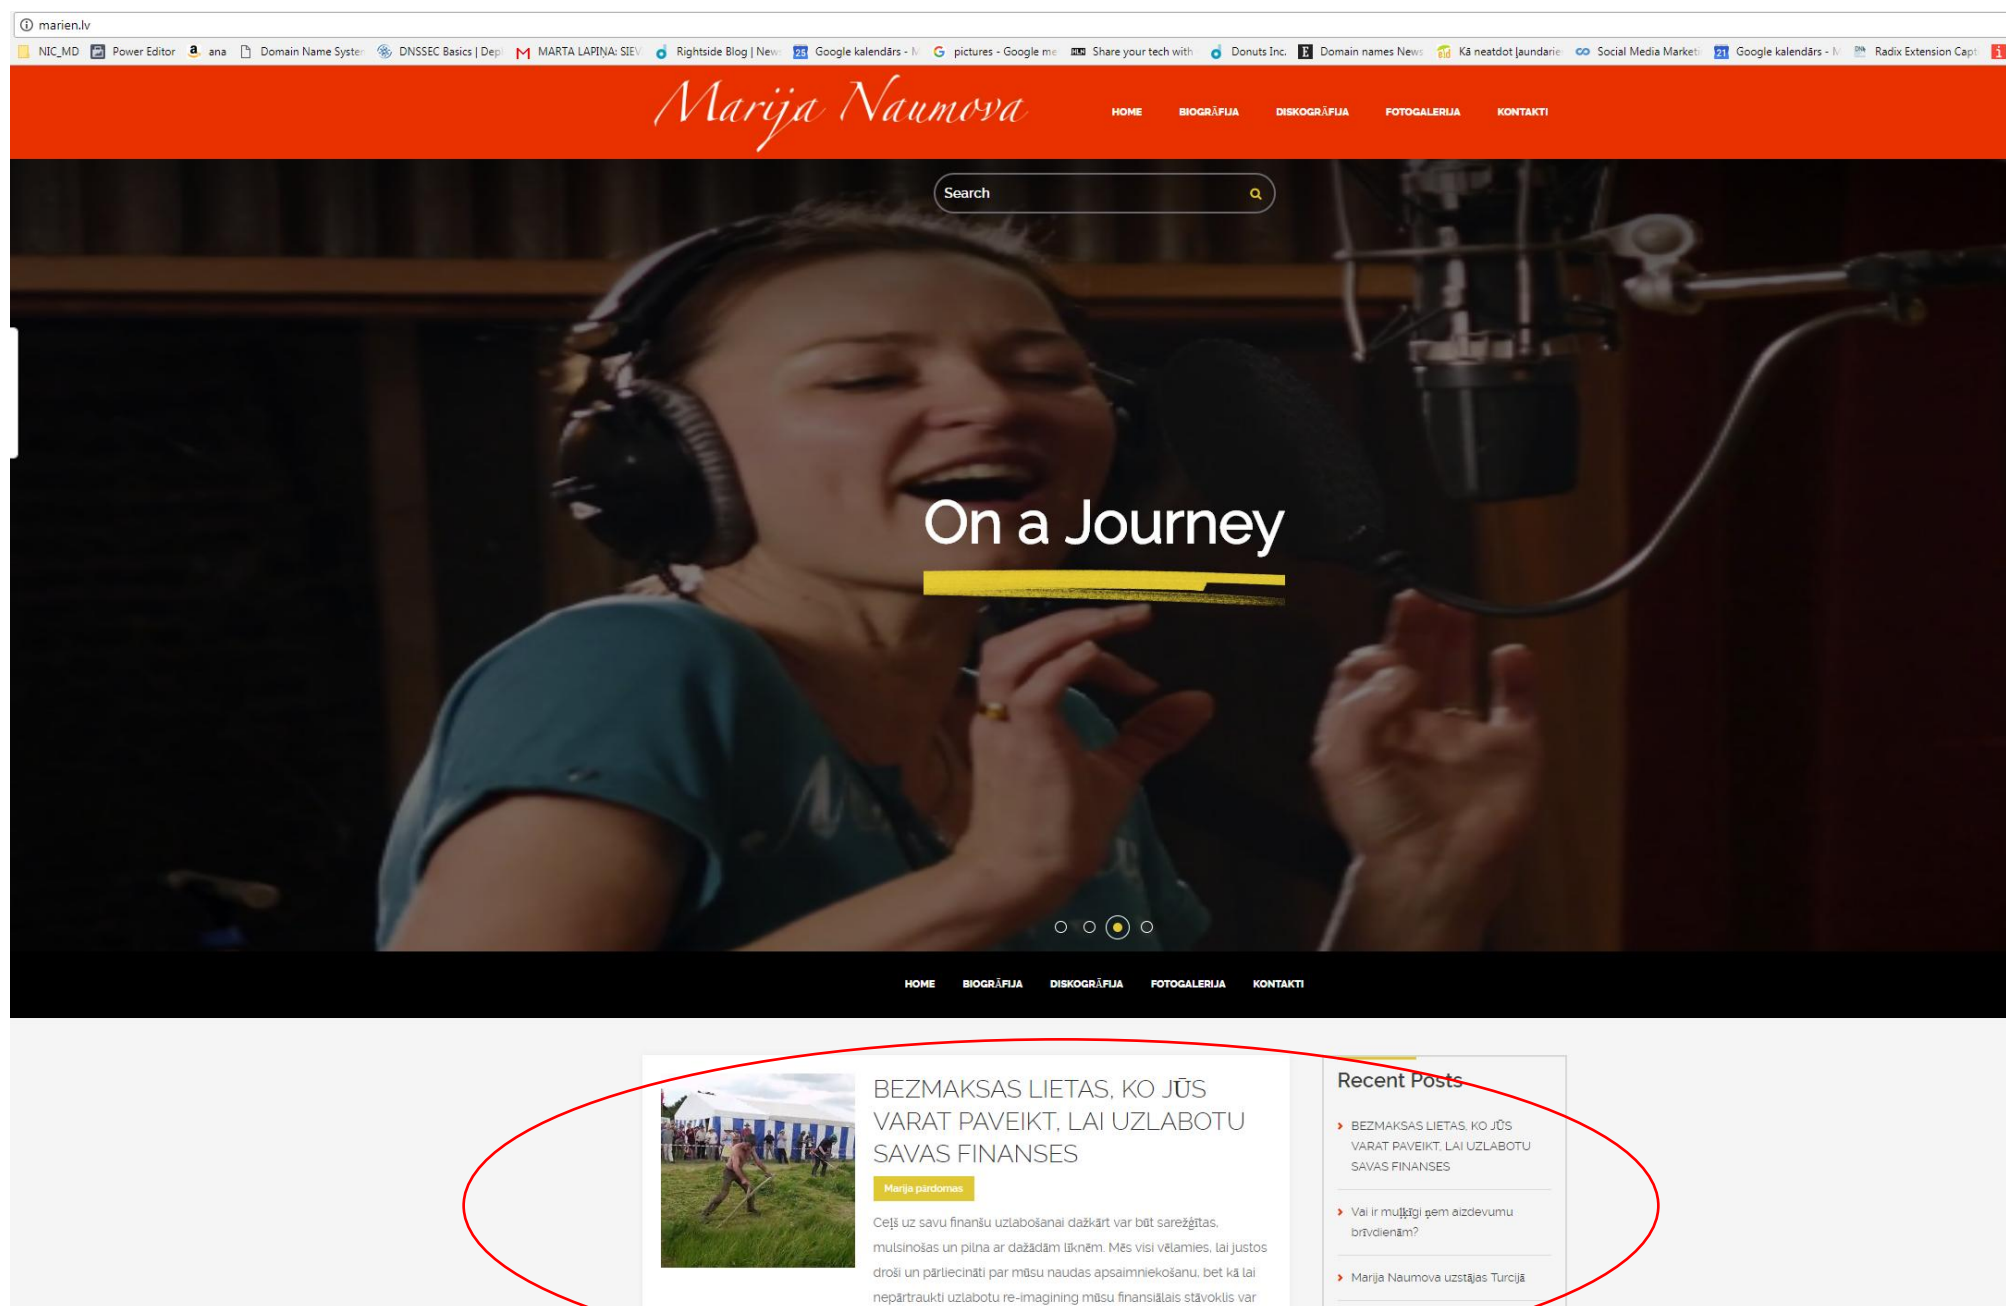 marien.lv
NIC_MD Power Editor ana Domain Name Syster DNSSEC Basics | Dep MARTA LAPIŅA: SIEV Rightside Blog | New Google kalendārs - pictures - Google me Share your tech with Donuts Inc. Domain names News Kā neatdot ļaundarie Social Media Market Google kalendārs - Radix Extension Capt
Marija Naumova
HOME BIOGRĀFIJA DISKOGRĀFIJA FOTOGALERIJA KONTAKTI
Search
On a Journey
HOME BIOGRĀFIJA DISKOGRĀFIJA FOTOGALERIJA KONTAKTI
BEZMAKSAS LIETAS, KO JŪS
VARAT PAVEIKT, LAI UZLABOTU
SAVAS FINANSES
Marija pārdomas
Ceļš uz savu finanšu uzlabošanai dažkārt var būt sarežģītas,
mulsinošas un pilna ar dažādām līknēm. Mēs visi vēlamies, lai justos
droši un pārliecināti par mūsu naudas apsaimniekošanu, bet kā lai
nepārtraukti uzlabotu re-imagining mūsu finansiālais stāvoklis var
Recent Posts
BEZMAKSAS LIETAS, KO JŪS
VARAT PAVEIKT, LAI UZLABOTU
SAVAS FINANSES
Vai ir muļķīgi ņem aizdevumu
brīvdienām?
Marija Naumova uzstājas Turcijā